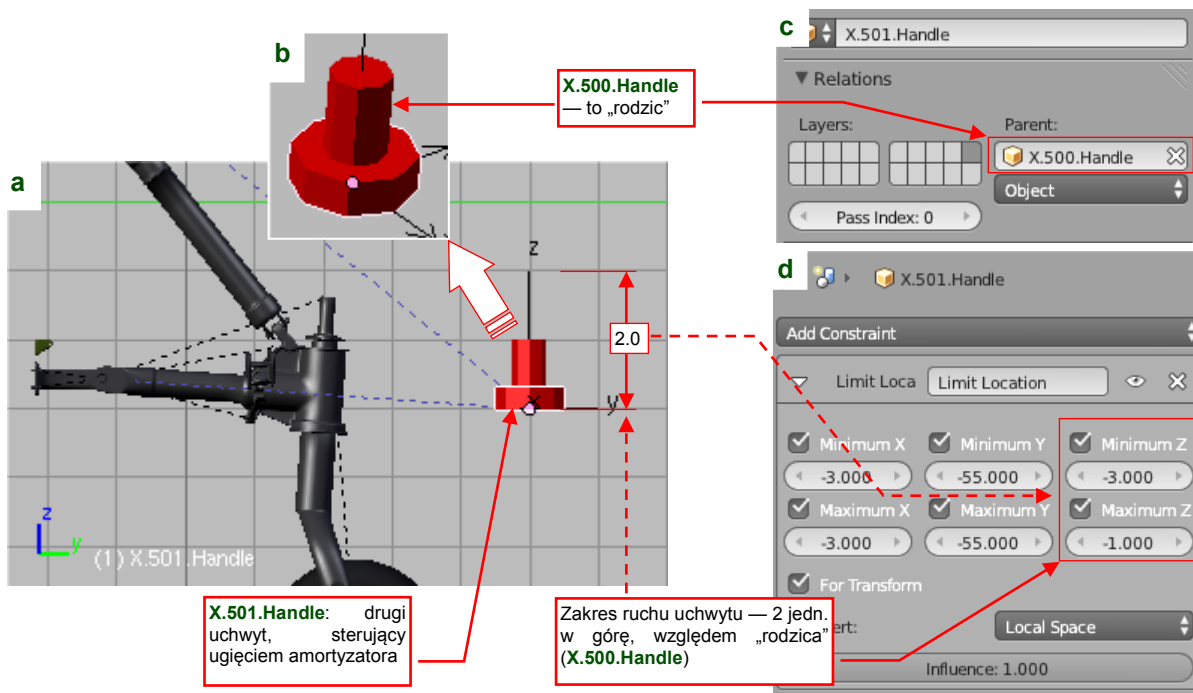 b
X.500.Handle
— to „rodzic”
a
z
2.0
y
z
y
(1) X.501.Handle
X.501.Handle: drugi
uchwyt, sterujący
ugięciem amortyzatora
Zakres ruchu uchwytu — 2 jedn.
w górę, względem „rodzica”
(X.500.Handle)
c
X.501.Handle
Relations
Layers:
Parent:
X.500.Handle
Object
Pass Index: 0
d
X.501.Handle
Add Constraint
Limit Loca Limit Location
Minimum X Minimum Y Minimum Z
-3.000 -55.000 -3.000
Maximum X Maximum Y Maximum Z
-3.000 -55.000 -1.000
For Transform
ert: Local Space
Influence: 1.000